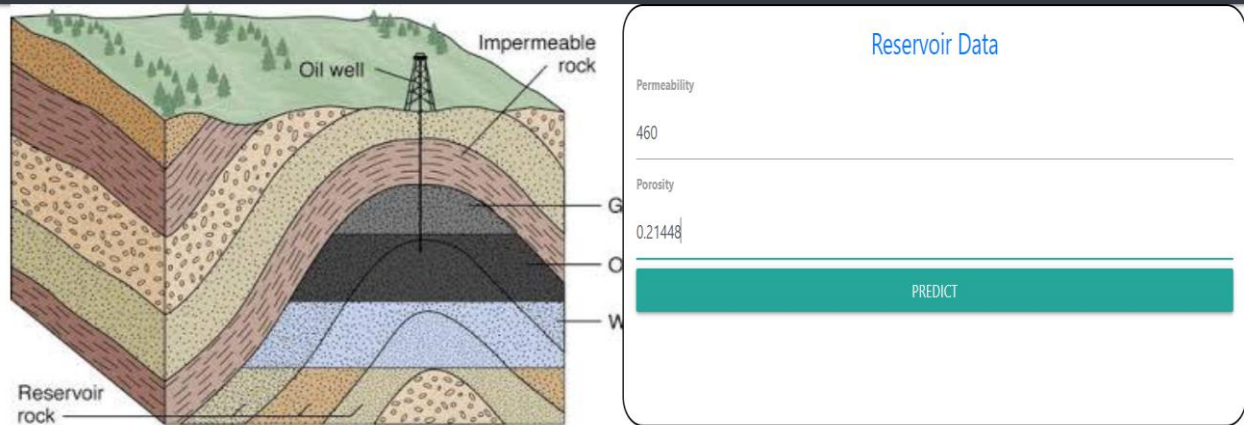 Impermeable
rock
Oil well
G
O
W
Reservoir
rock
Reservoir Data
Permeability
460
Porosity
0.21448
PREDICT